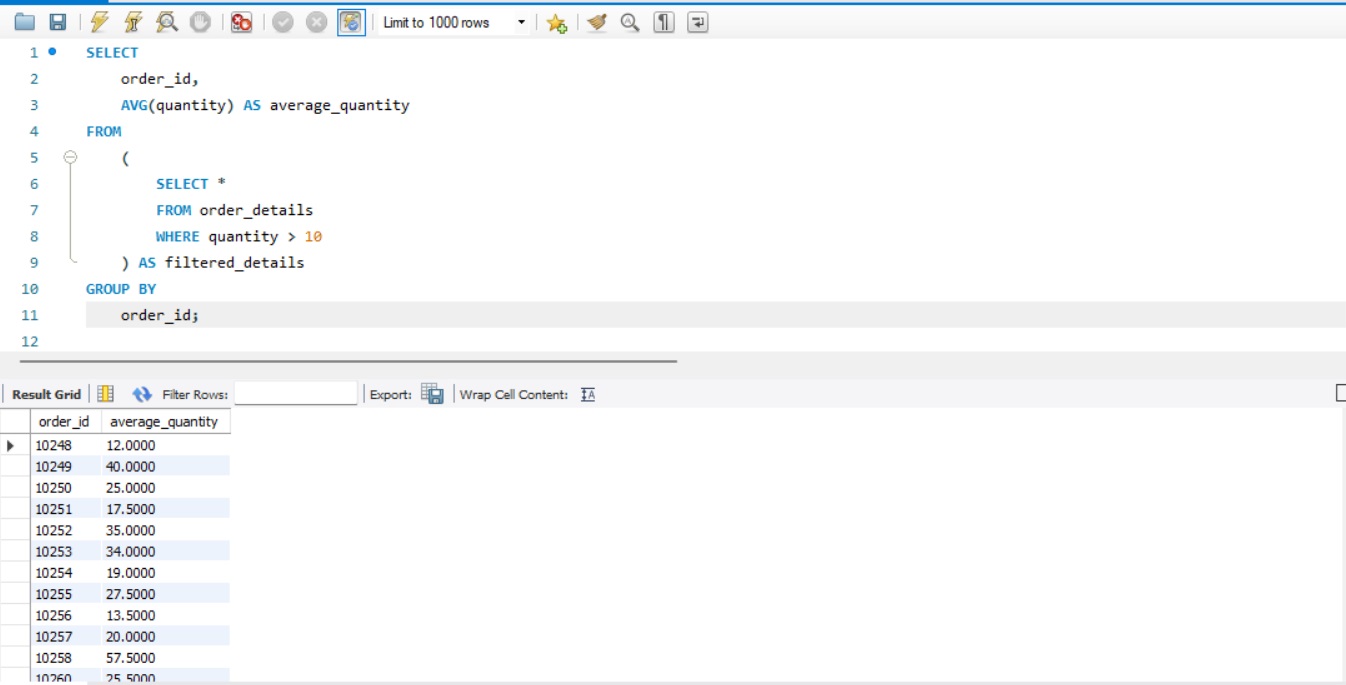 Limit to 1000 rows
1 SELECT
2 order_id,
3 AVG(quantity) AS average_quantity
4 FROM
5 (
6 SELECT *
7 FROM order_details
8 WHERE quantity > 10
9 ) AS filtered_details
10 GROUP BY
11 order_id;
12
Result Grid Filter Rows: Export: Wrap Cell Content: IA
order_id average_quantity
10248 12.0000
10249 40.0000
10250 25.0000
10251 17.5000
10252 35.0000
10253 34.0000
10254 19.0000
10255 27.5000
10256 13.5000
10257 20.0000
10258 57.5000
10260 25.5000